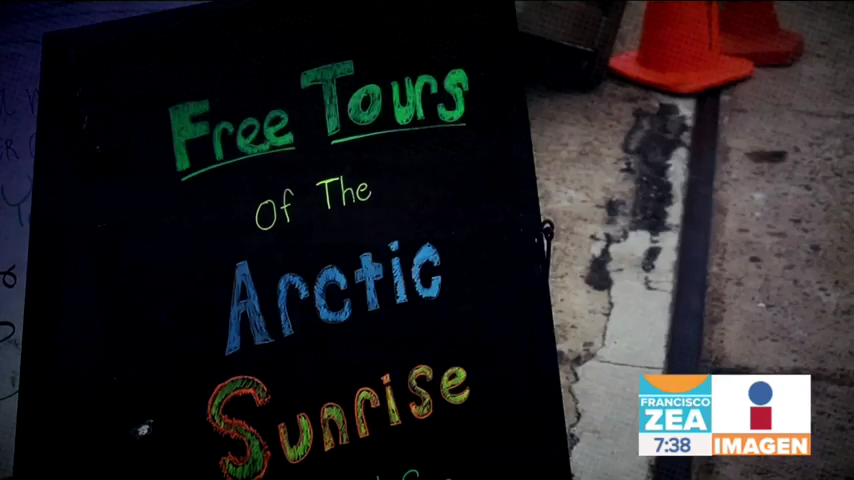 Free Tours
Of The
Arctic
Sunrise
FRANCISCO
ZEA
7:38
IMAGEN